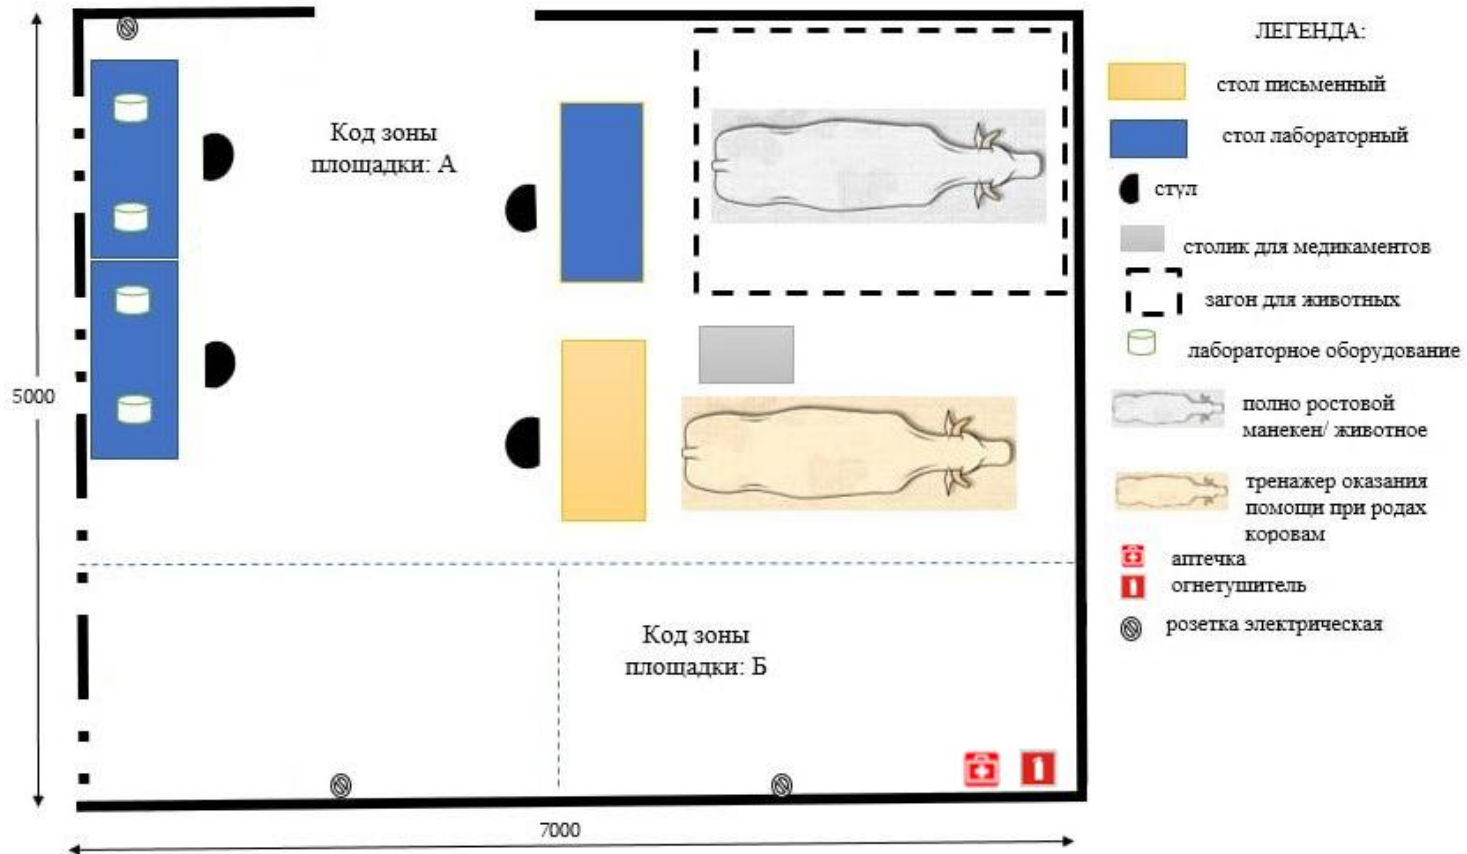 ЛЕГЕНДА:
стол письменный
Код зоны
площадки: А
стол лабораторный
стул
столик для медикаментов
загон для животных
лабораторное оборудование
5000
полно ростовой
манекен/ животное
тренажер оказания
помощи при родах
коровам
аптечка
огнетушитель
розетка электрическая
Код зоны
площадки: Б
7000